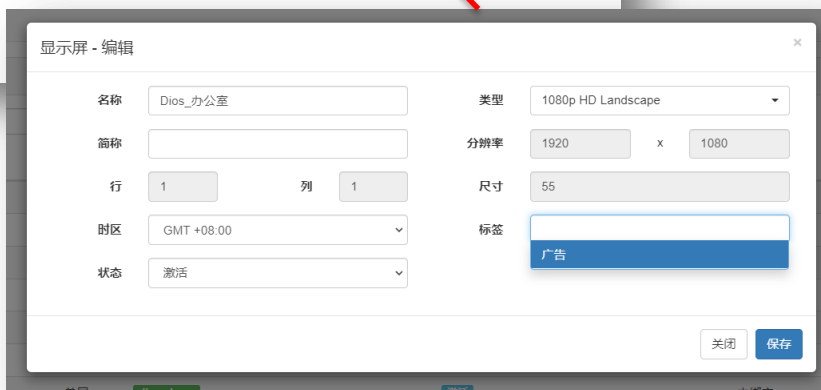 显示屏 - 编辑
×
名称 Dios_办公室 类型 1080p HD Landscape
简称 分辨率 1920 x 1080
行 1 列 1 尺寸 55
时区 GMT +08:00 标签
广告
状态 激活
关闭 保存